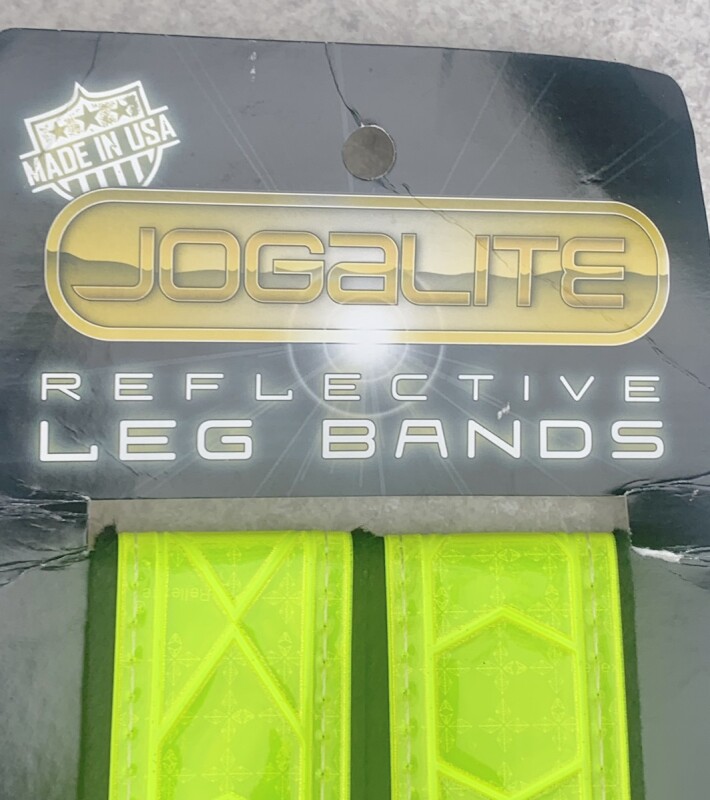 MADE IN USA
JOGALITE
REFLECTIVE
LEG BANDS